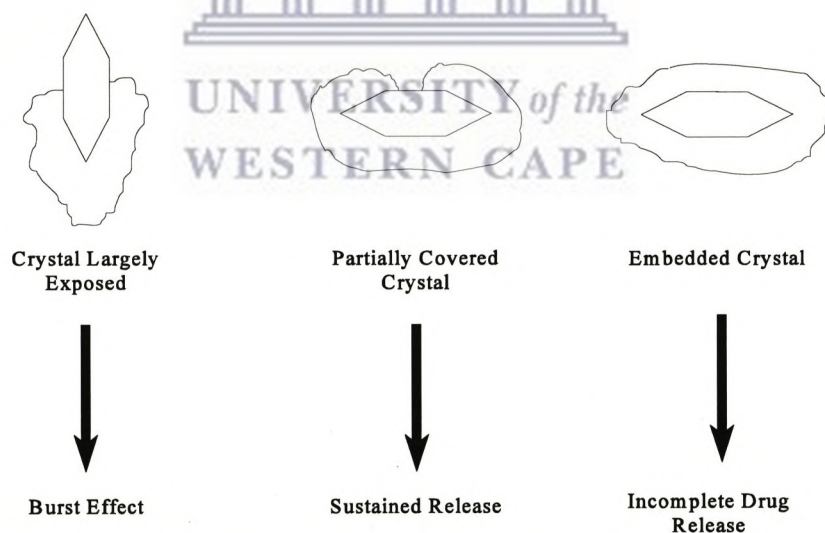 UNIVERSITY of the
WESTERN CAPE
Crystal Largely
Exposed
Partially Covered
Crystal
Embedded Crystal
Burst Effect
Sustained Release
Incomplete Drug
Release